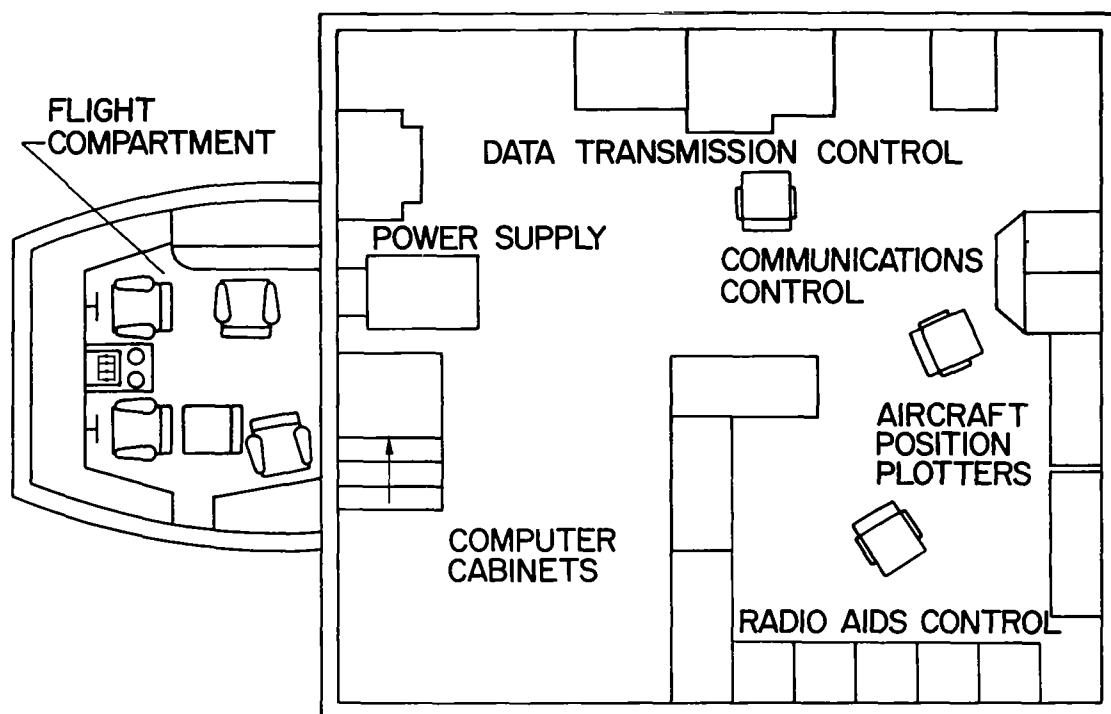 FLIGHT
COMPARTMENT
DATA TRANSMISSION CONTROL
POWER SUPPLY
COMMUNICATIONS
CONTROL
AIRCRAFT
POSITION
PLOTTERS
COMPUTER
CABINETS
RADIO AIDS CONTROL